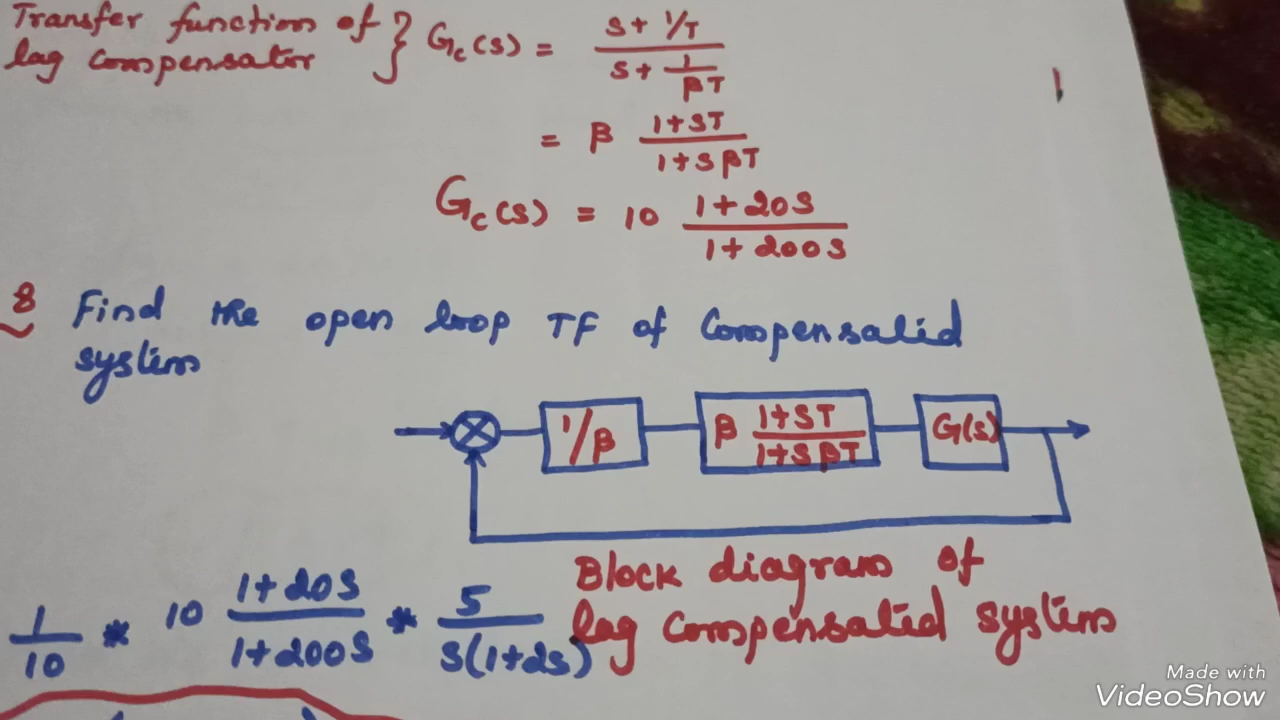 Transfer function of } Gc(s) = s + 1/T / s + 1/βT
lag compensator
= β 1+ST / 1+SβT
Gc(s) = 10 1+20S / 1+200S
8 Find the open loop TF of Compensated
system
1/β
β 1+ST / 1+SβT
G(s)
Block diagram of
lag compensated system
1/10 * 10 1+20S / 1+200S * 5 / S(1+2s)
Made with
VideoShow